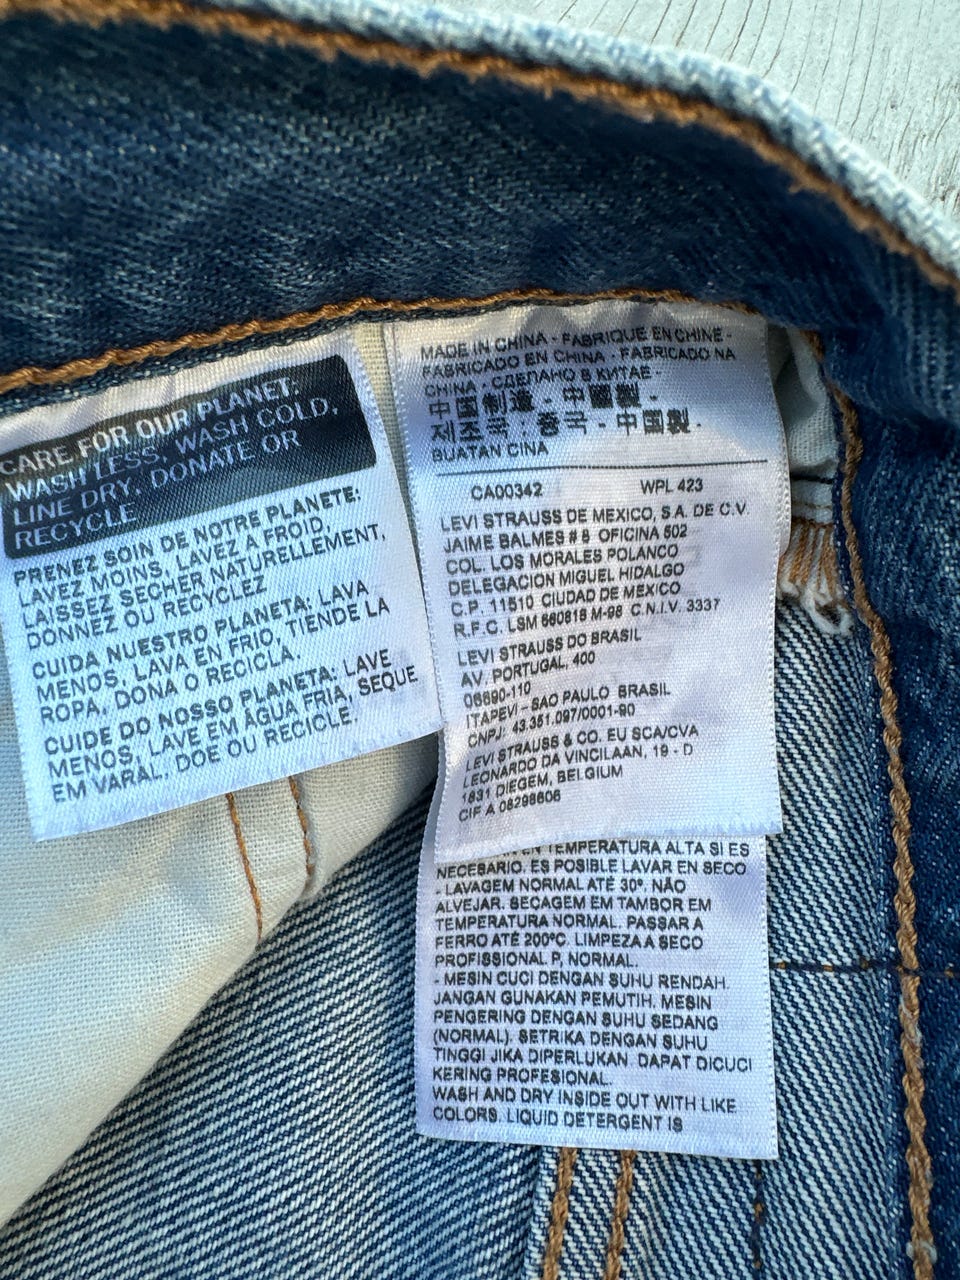 CARE FOR OUR PLANET:
WASH LESS, WASH COLD,
LINE DRY, DONATE OR
RECYCLE
PRENEZ SOIN DE NOTRE PLANETE:
LAVEZ MOINS, LAVEZ A FROID,
LAISSEZ SECHER NATURELLEMENT,
DONNEZ OU RECYCLEZ
CUIDA NUESTRO PLANETA: LAVA
MENOS, LAVA EN FRIO, TIENDE LA
ROPA, DONA O RECICLA.
CUIDE DO NOSSO PLANETA: LAVE
MENOS, LAVE EM ÁGUA FRIA, SEQUE
EM VARAL, DOE OU RECICLE.
MADE IN CHINA - FABRIQUE EN CHINE -
FABRICADO EN CHINA - FABRICADO NA
CHINA - СДЕЛАНО В КИТАЕ -
中国制造 - 中國製 -
제조국 : 중국 - 中国製 -
BUATAN CINA
CA00342 WPL 423
LEVI STRAUSS DE MEXICO, S.A. DE C.V.
JAIME BALMES # 8 OFICINA 502
COL. LOS MORALES POLANCO
DELEGACION MIGUEL HIDALGO
C.P. 11510 CIUDAD DE MEXICO
R.F.C. LSM 660818 M-98 C.N.I.V. 3337
LEVI STRAUSS DO BRASIL
AV. PORTUGAL, 400
06690-110
ITAPEVI - SAO PAULO BRASIL
CNPJ: 43.351.097/0001-90
LEVI STRAUSS & CO. EU SCA/CVA
LEONARDO DA VINCILAAN, 19 - D
1831 DIEGEM, BELGIUM
CIF A 08298606
EN TEMPERATURA ALTA SI ES
NECESARIO. ES POSIBLE LAVAR EN SECO
- LAVAGEM NORMAL ATÉ 30º. NÃO
ALVEJAR. SEÇAGEM EM TAMBOR EM
TEMPERATURA NORMAL. PASSAR A
FERRO ATÉ 200ºC. LIMPEZA A SECO
PROFISSIONAL P, NORMAL.
- MESIN CUCI DENGAN SUHU RENDAH.
JANGAN GUNAKAN PEMUTIH. MESIN
PENGERING DENGAN SUHU SEDANG
(NORMAL). SETRIKA DENGAN SUHU
TINGGI JIKA DIPERLUKAN. DAPAT DICUCI
KERING PROFESIONAL.
WASH AND DRY INSIDE OUT WITH LIKE
COLORS. LIQUID DETERGENT IS